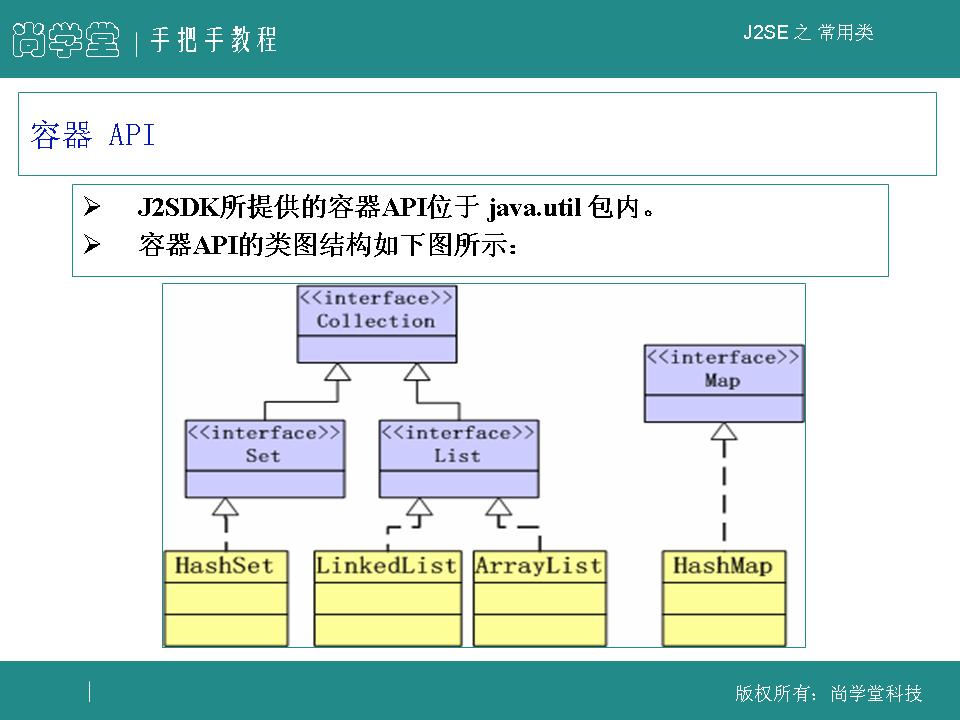 尚学堂 | 手把手教程
J2SE 之 常用类
容器 API
➢ J2SDK所提供的容器API位于 java.util 包内。
➢ 容器API的类图结构如下图所示：
<<interface>>
Collection
<<interface>>
Map
<<interface>>
Set
<<interface>>
List
HashSet
LinkedList
ArrayList
HashMap
版权所有：尚学堂科技